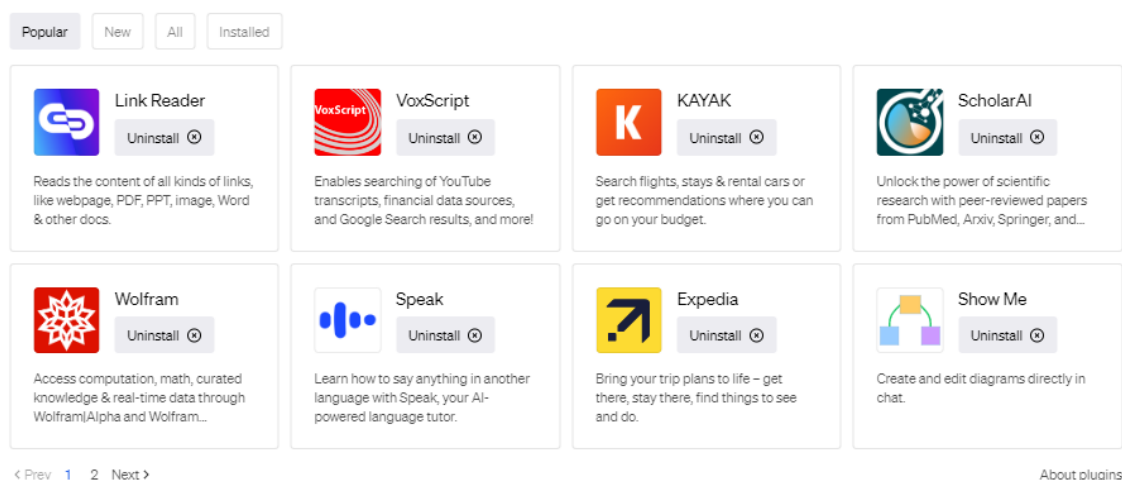 Popular
New
All
Installed
Link Reader
Uninstall
Reads the content of all kinds of links,
like webpage, PDF, PPT, image, Word
& other docs.
VoxScript
VoxScript
Uninstall
Enables searching of YouTube
transcripts, financial data sources,
and Google Search results, and more!
K
KAYAK
Uninstall
Search flights, stays & rental cars or
get recommendations where you can
go on your budget.
ScholarAI
Uninstall
Unlock the power of scientific
research with peer-reviewed papers
from PubMed, Arxiv, Springer, and...
Wolfram
Uninstall
Access computation, math, curated
knowledge & real-time data through
Wolfram|Alpha and Wolfram...
Speak
Uninstall
Learn how to say anything in another
language with Speak, your AI-
powered language tutor.
Expedia
Uninstall
Bring your trip plans to life – get
there, stay there, find things to see
and do.
Show Me
Uninstall
Create and edit diagrams directly in
chat.
< Prev 1 2 Next >
About plugins